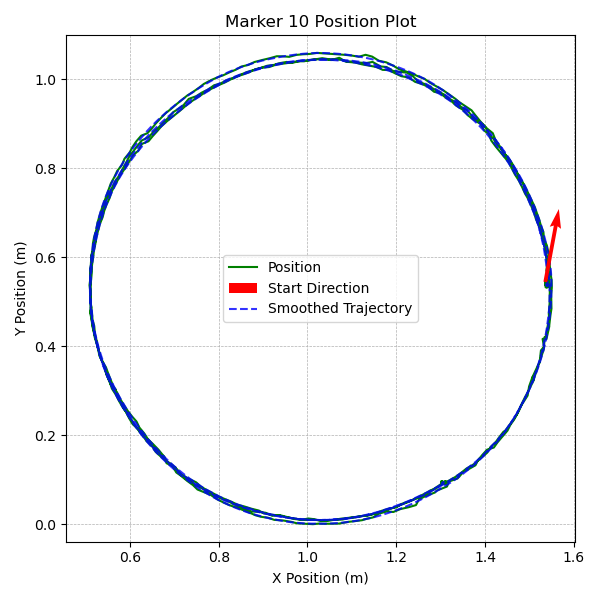 Marker 10 Position Plot
Y Position (m)
1.0
0.8
0.6
0.4
0.2
0.0
Position
Start Direction
Smoothed Trajectory
0.6
0.8
1.0
1.2
1.4
1.6
X Position (m)